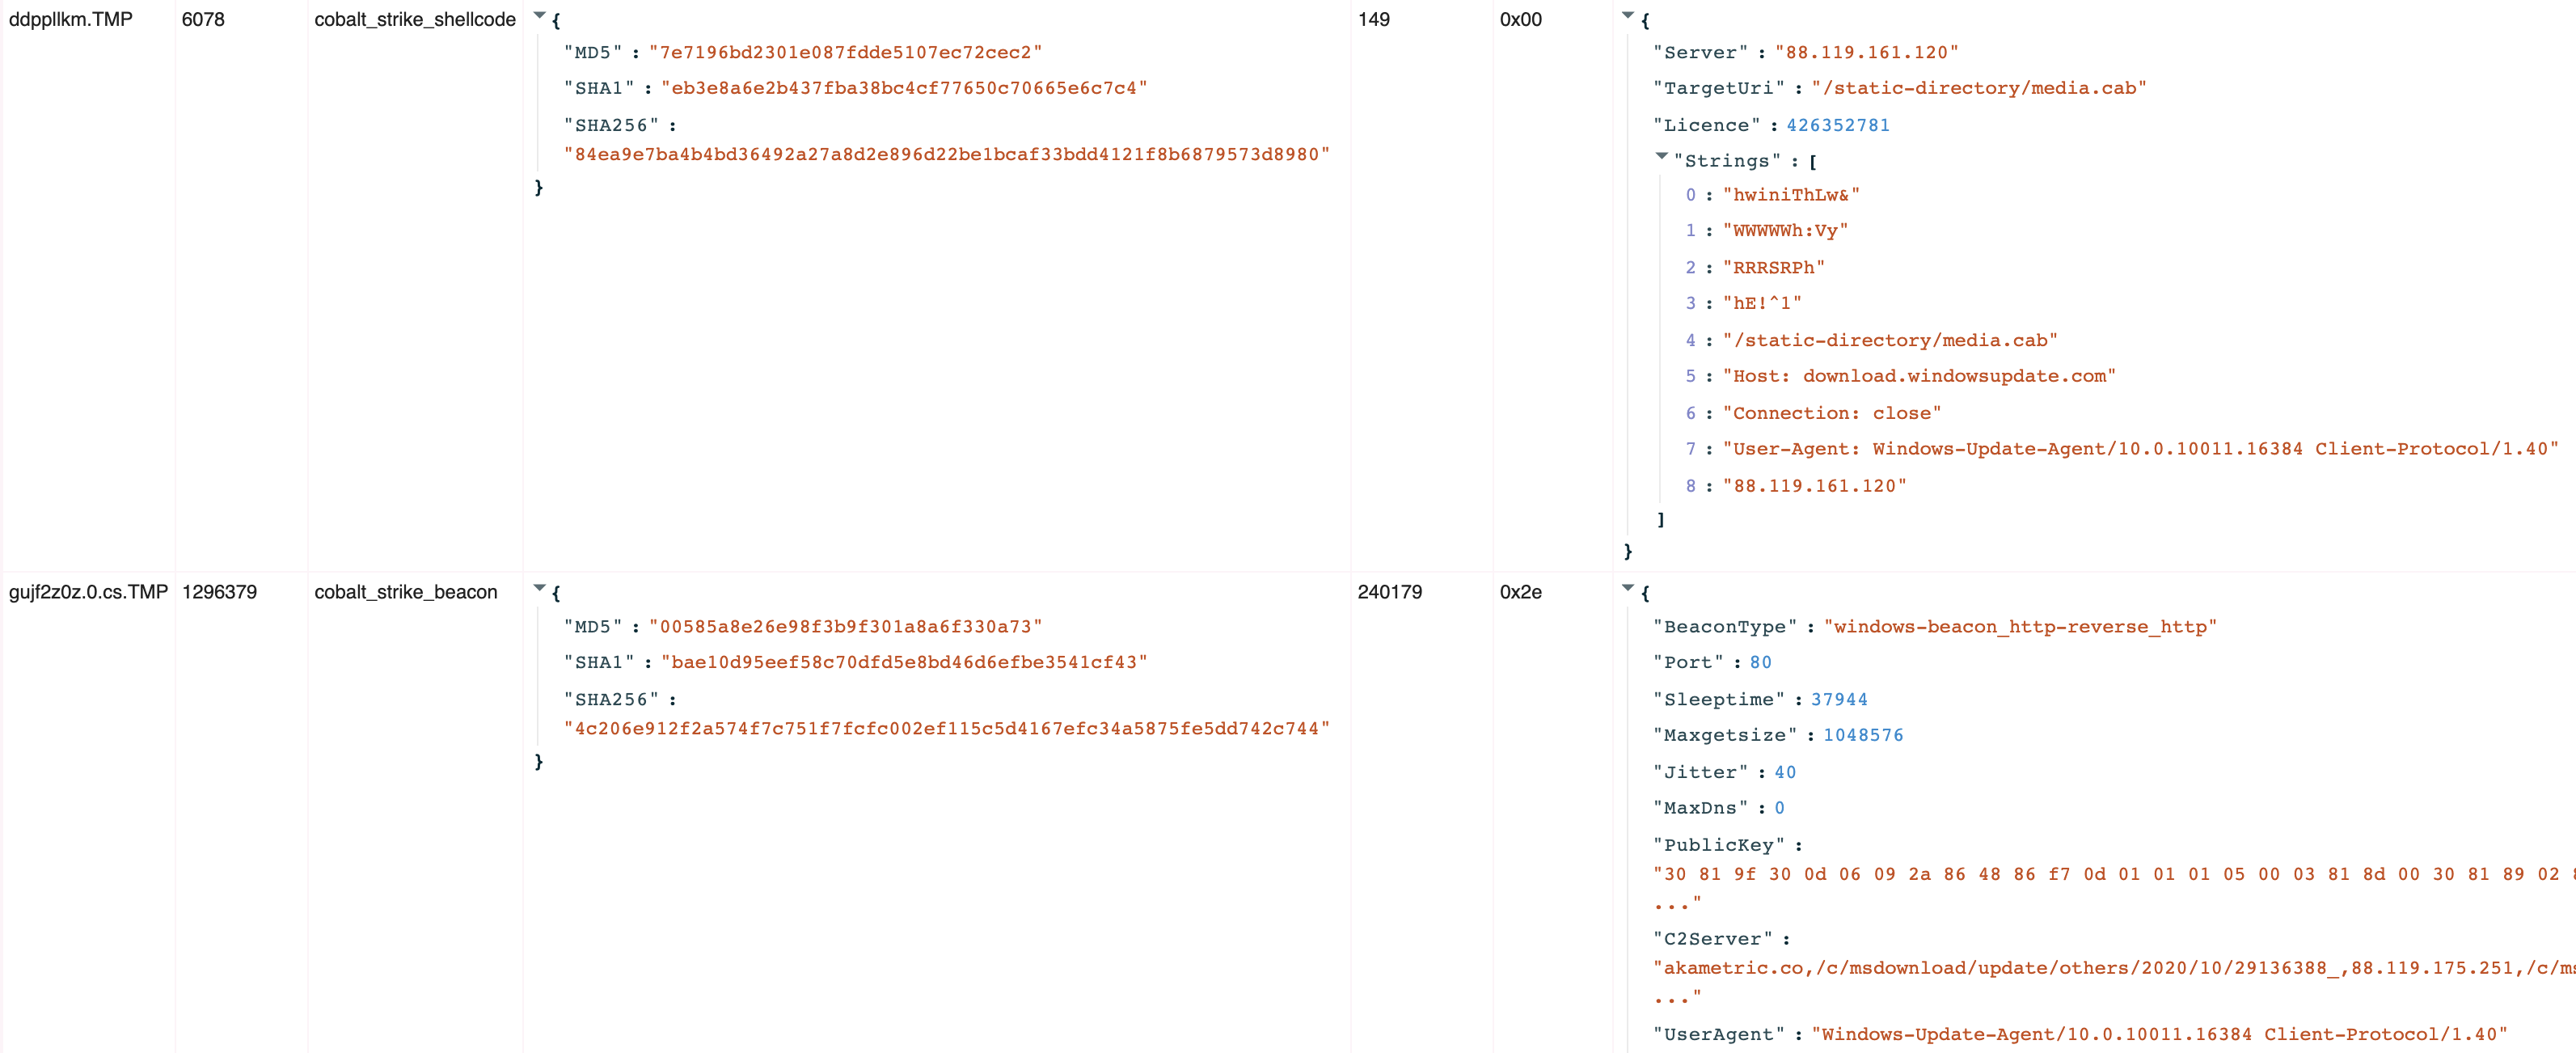 ddppllkm.TMP 6078 cobalt_strike_shellcode { 149 0x00 {
"MD5" : "7e7196bd2301e087fdde5107ec72cec2"
"SHA1" : "eb3e8a6e2b437fba38bc4cf77650c70665e6c7c4"
"SHA256" :
"84ea9e7ba4b4bd36492a27a8d2e896d22be1bcaf33bdd4121f8b6879573d8980"
}
"Server" : "88.119.161.120"
"TargetUri" : "/static-directory/media.cab"
"Licence" : 426352781
"Strings" : [
0 : "hwiniThLw&"
1 : "WWWWWh:Vy"
2 : "RRRSRPh"
3 : "hE!^1"
4 : "/static-directory/media.cab"
5 : "Host: download.windowsupdate.com"
6 : "Connection: close"
7 : "User-Agent: Windows-Update-Agent/10.0.10011.16384 Client-Protocol/1.40"
8 : "88.119.161.120"
]
}
gujf2z0z.0.cs.TMP 1296379 cobalt_strike_beacon { 240179 0x2e {
"MD5" : "00585a8e26e98f3b9f301a8a6f330a73"
"SHA1" : "bae10d95eef58c70dfd5e8bd46d6efbe3541cf43"
"SHA256" :
"4c206e912f2a574f7c751f7fcfc002ef115c5d4167efc34a5875fe5dd742c744"
}
"BeaconType" : "windows-beacon_http-reverse_http"
"Port" : 80
"Sleeptime" : 37944
"Maxgetsize" : 1048576
"Jitter" : 40
"MaxDns" : 0
"PublicKey" :
"30 81 9f 30 0d 06 09 2a 86 48 86 f7 0d 01 01 01 05 00 03 81 8d 00 30 81 89 02
..."
"C2Server" :
"akametric.co,/c/msdownload/update/others/2020/10/29136388_,88.119.175.251,/c/ms
..."
"UserAgent" : "Windows-Update-Agent/10.0.10011.16384 Client-Protocol/1.40"